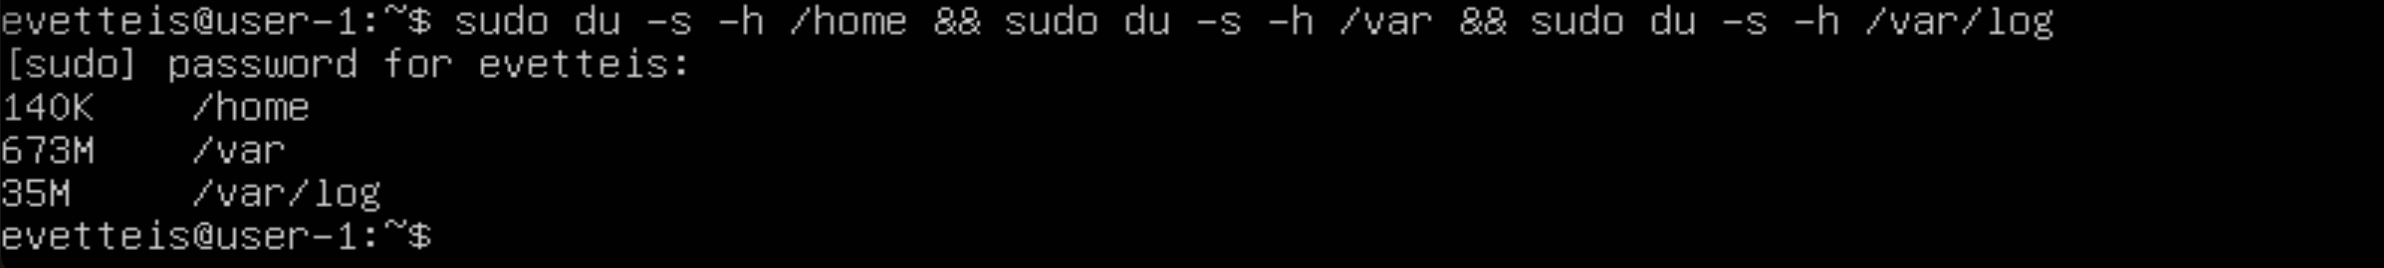 evetteis@user-1:~$ sudo du -s -h /home && sudo du -s -h /var && sudo du -s -h /var/log
[sudo] password for evetteis:
140K    /home
673M    /var
35M     /var/log
evetteis@user-1:~$